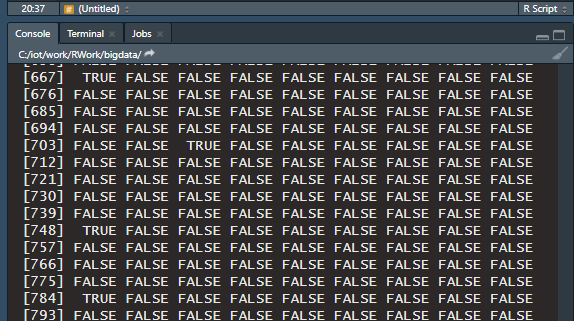 20:37 (Untitled) R Script
Console Terminal Jobs
C:/iot/work/RWork/bigdata/
[667] TRUE FALSE FALSE FALSE FALSE FALSE FALSE FALSE FALSE
[676] FALSE FALSE FALSE FALSE FALSE FALSE FALSE FALSE FALSE
[685] FALSE FALSE FALSE FALSE FALSE FALSE FALSE FALSE FALSE
[694] FALSE FALSE FALSE FALSE FALSE FALSE FALSE FALSE FALSE
[703] FALSE FALSE TRUE FALSE FALSE FALSE FALSE FALSE FALSE
[712] FALSE FALSE FALSE FALSE FALSE FALSE FALSE FALSE FALSE
[721] FALSE FALSE FALSE FALSE FALSE FALSE FALSE FALSE FALSE
[730] FALSE FALSE FALSE FALSE FALSE FALSE FALSE FALSE FALSE
[739] FALSE FALSE FALSE FALSE FALSE FALSE FALSE FALSE FALSE
[748] TRUE FALSE FALSE FALSE FALSE FALSE FALSE FALSE FALSE
[757] FALSE FALSE FALSE FALSE FALSE FALSE FALSE FALSE FALSE
[766] FALSE FALSE FALSE FALSE FALSE FALSE FALSE FALSE FALSE
[775] FALSE FALSE FALSE FALSE FALSE FALSE FALSE FALSE FALSE
[784] TRUE FALSE FALSE FALSE FALSE FALSE FALSE FALSE FALSE
[793] FALSE FALSE FALSE FALSE FALSE FALSE FALSE FALSE FALSE